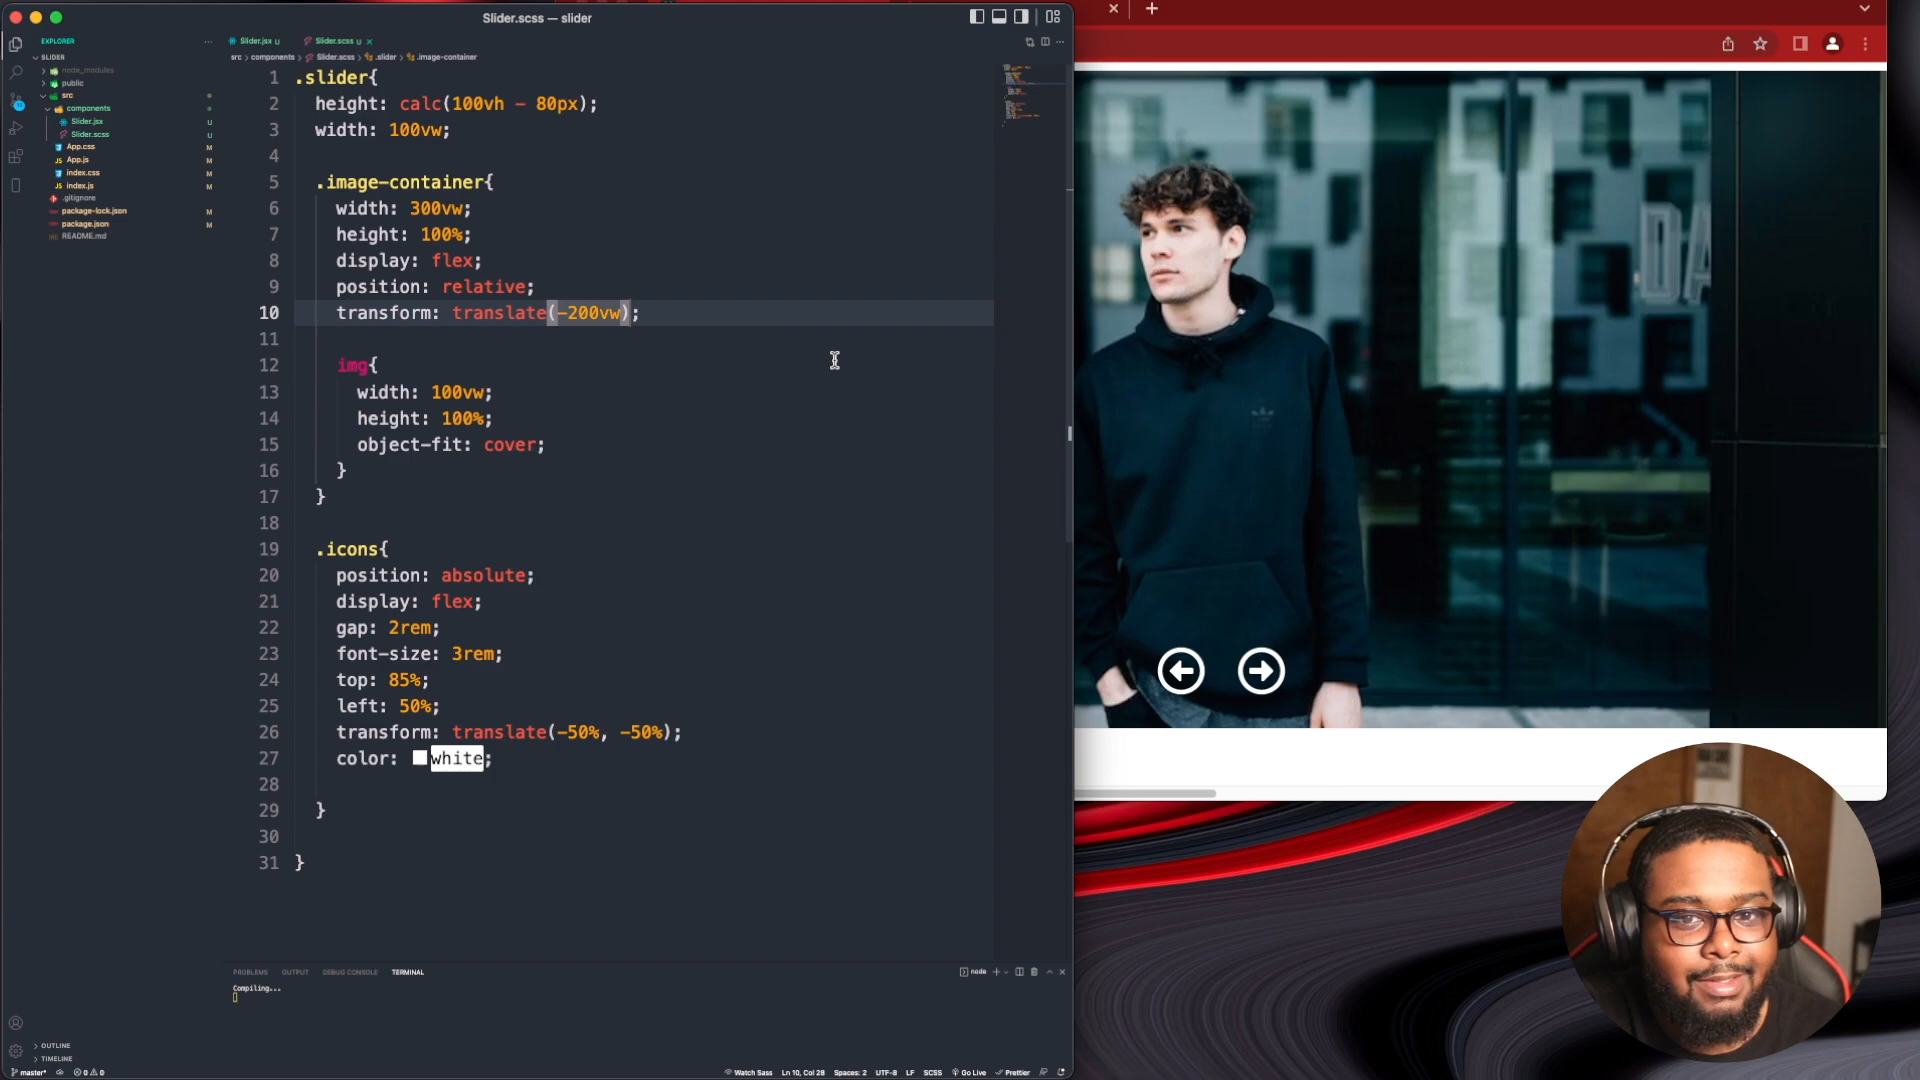 Slider.scss — slider
EXPLORER
SLIDER
node_modules
public
src
components
Slider.jsx U
Slider.scss U
App.css M
App.js M
index.css M
index.js M
.gitignore
package-lock.json M
package.json M
README.md
Slider.jsx U
Slider.scss U
src > components > Slider.scss > .slider > .image-container
1 .slider{
2 height: calc(100vh - 80px);
3 width: 100vw;
4
5 .image-container{
6 width: 300vw;
7 height: 100%;
8 display: flex;
9 position: relative;
10 transform: translate(-200vw);
11
12 img{
13 width: 100vw;
14 height: 100%;
15 object-fit: cover;
16 }
17 }
18
19 .icons{
20 position: absolute;
21 display: flex;
22 gap: 2rem;
23 font-size: 3rem;
24 top: 85%;
25 left: 50%;
26 transform: translate(-50%, -50%);
27 color: white;
28
29 }
30
31 }
PROBLEMS OUTPUT DEBUG CONSOLE TERMINAL
node
Compiling...
OUTLINE
TIMELINE
master* 0 0
Watch Sass Ln 10, Col 28 Spaces: 2 UTF-8 LF SCSS Go Live Prettier
DA